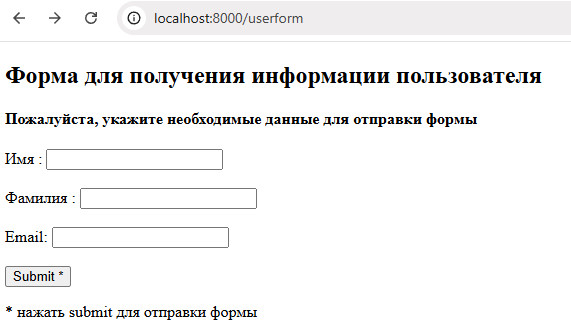 localhost:8000/userform
Форма для получения информации пользователя
Пожалуйста, укажите необходимые данные для отправки формы
Имя :
Фамилия :
Email:
Submit *
* нажать submit для отправки формы